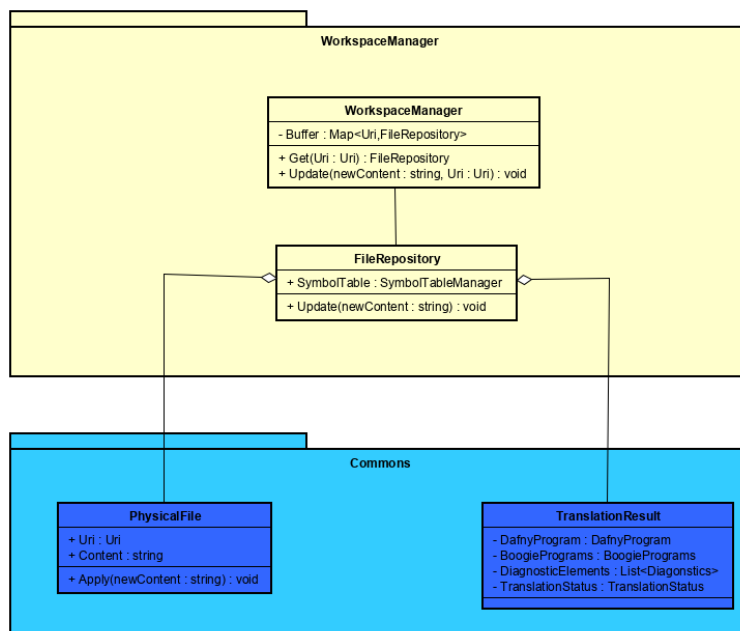 WorkspaceManager
WorkspaceManager
- Buffer : Map<Uri,FileRepository>
+ Get(Uri : Uri) : FileRepository
+ Update(newContent : string, Uri : Uri) : void
FileRepository
+ SymbolTable : SymbolTableManager
+ Update(newContent : string) : void
Commons
PhysicalFile
+ Uri : Uri
+ Content : string
+ Apply(newContent : string) : void
TranslationResult
- DafnyProgram : DafnyProgram
- BoogiePrograms : BoogiePrograms
- DiagnosticElements : List<Diagonstics>
- TranslationStatus : TranslationStatus